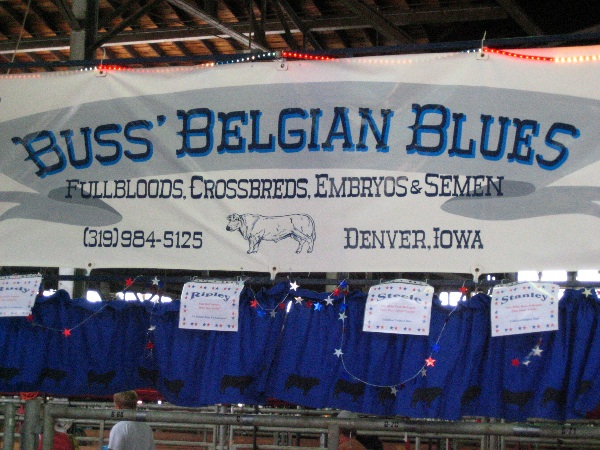 BUSS' BELGIAN BLUES
FULLBLOODS, CROSSBREDS, EMBRYOS & SEMEN
(319) 984-5125
DENVER, IOWA
Ripley
Steele
Stanley